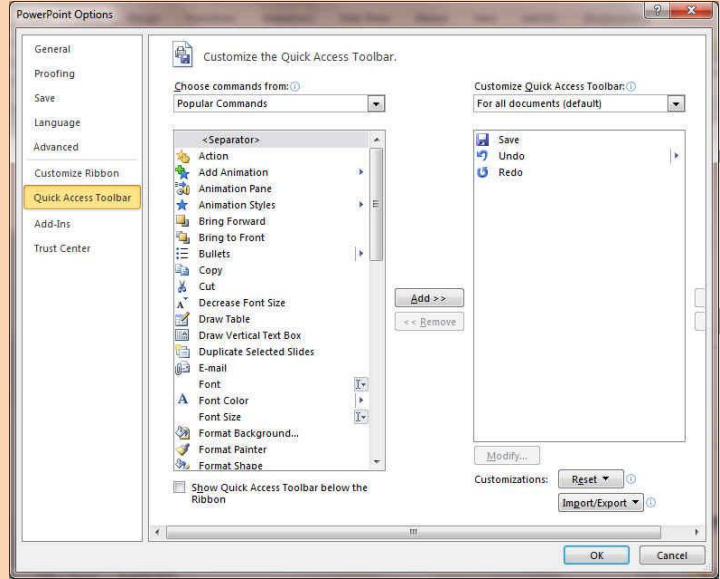 PowerPoint Options
General
Proofing
Save
Language
Advanced
Customize Ribbon
Quick Access Toolbar
Add-Ins
Trust Center
Customize the Quick Access Toolbar.
Choose commands from:
Popular Commands
<Separator>
Action
Add Animation
Animation Pane
Animation Styles
Bring Forward
Bring to Front
Bullets
Copy
Cut
Decrease Font Size
Draw Table
Draw Vertical Text Box
Duplicate Selected Slides
E-mail
Font
Font Color
Font Size
Format Background...
Format Painter
Format Shape
Show Quick Access Toolbar below the
Ribbon
Add >>
<< Remove
Customize Quick Access Toolbar:
For all documents (default)
Save
Undo
Redo
Modify...
Customizations: Reset
Import/Export
OK Cancel